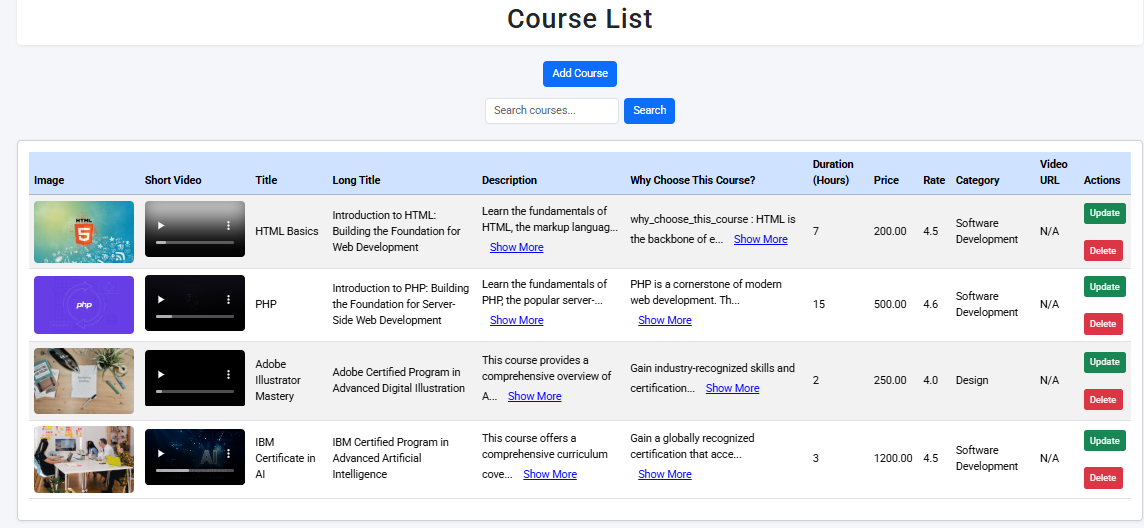 Course List
Add Course
Search courses... Search
Image Short Video Title Long Title Description Why Choose This Course? Duration (Hours) Price Rate Category Video URL Actions
HTML
HTML Basics
Introduction to HTML:
Building the Foundation for
Web Development
Learn the fundamentals of
HTML, the markup languag...
Show More
why_choose_this_course : HTML is
the backbone of e... Show More
7
200.00
4.5
Software
Development
N/A
Update
Delete
php
PHP
Introduction to PHP: Building
the Foundation for Server-
Side Web Development
Learn the fundamentals of
PHP, the popular server-...
Show More
PHP is a cornerstone of modern
web development. Th...
Show More
15
500.00
4.6
Software
Development
N/A
Update
Delete
Adobe
Illustrator
Mastery
Adobe Certified Program in
Advanced Digital Illustration
This course provides a
comprehensive overview of
A... Show More
Gain industry-recognized skills and
certification... Show More
2
250.00
4.0
Design
N/A
Update
Delete
AI
IBM
Certificate in
AI
IBM Certified Program in
Advanced Artificial
Intelligence
This course offers a
comprehensive curriculum
cove... Show More
Gain a globally recognized
certification that acce...
Show More
3
1200.00
4.5
Software
Development
N/A
Update
Delete